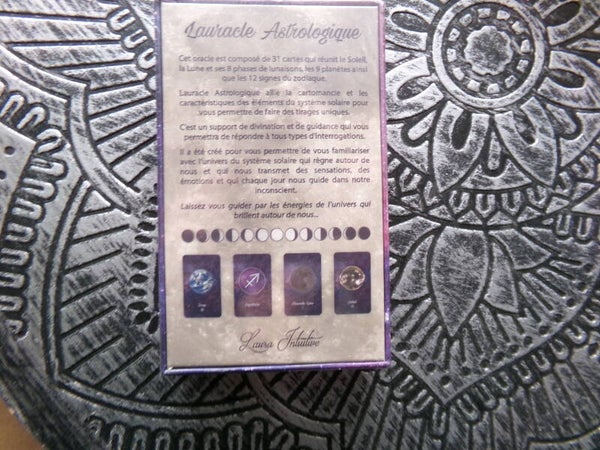 Lauracle Astrologique
Cet oracle est composé de 31 cartes qui réunit le Soleil,
la Lune et ses 8 phases de lunaisons, les 9 planètes ainsi
que les 12 signes du zodiaque.
Lauracle Astrologique allie la cartomancie et les
caractéristiques des éléments du système solaire pour
vous permettre de faire des tirages uniques.
C'est un support de divination et de guidance qui vous
permettra de répondre à tous types d'interrogations.
Il a été créé pour vous permettre de vous familiariser
avec l'univers du système solaire qui règne autour de
nous et qui nous transmet des sensations, des
émotions et qui chaque jour nous guide dans notre
inconscient.
Laissez vous guider par les énergies de l'univers qui
brillent autour de nous...
Nouvelle Lune
Laura Intuitive